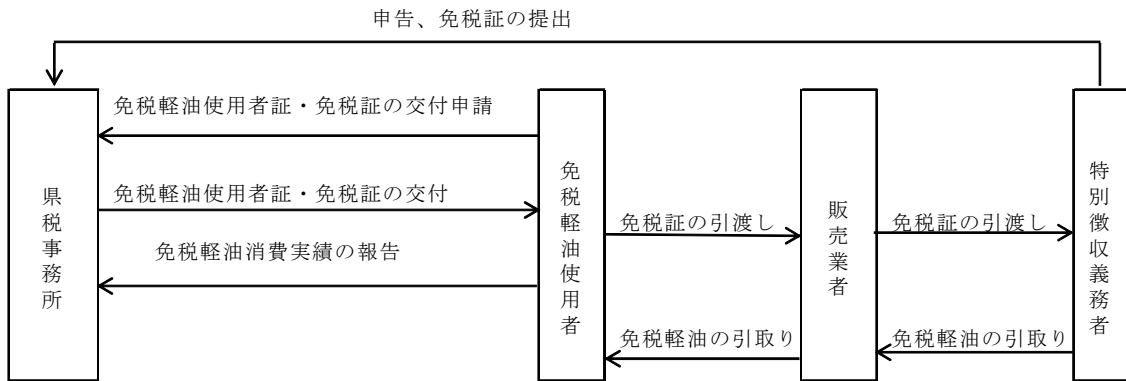 申告、免税証の提出
免税軽油使用者証・免税証の交付申請
県税事務所
免税軽油使用者証・免税証の交付
免税軽油消費実績の報告
免税軽油使用者
免税証の引渡し
免税軽油の引取り
販売業者
免税証の引渡し
免税軽油の引取り
特別徴収義務者